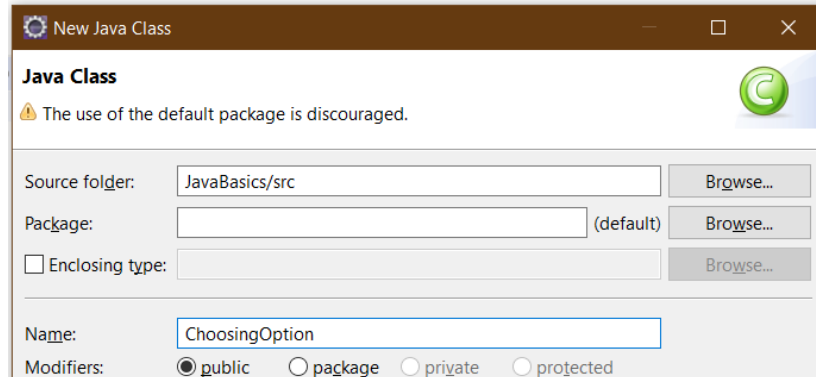 New Java Class
Java Class
The use of the default package is discouraged.
Source folder: JavaBasics/src Browse...
Package: (default) Browse...
Enclosing type: Browse...
Name: ChoosingOption
Modifiers: public package private protected